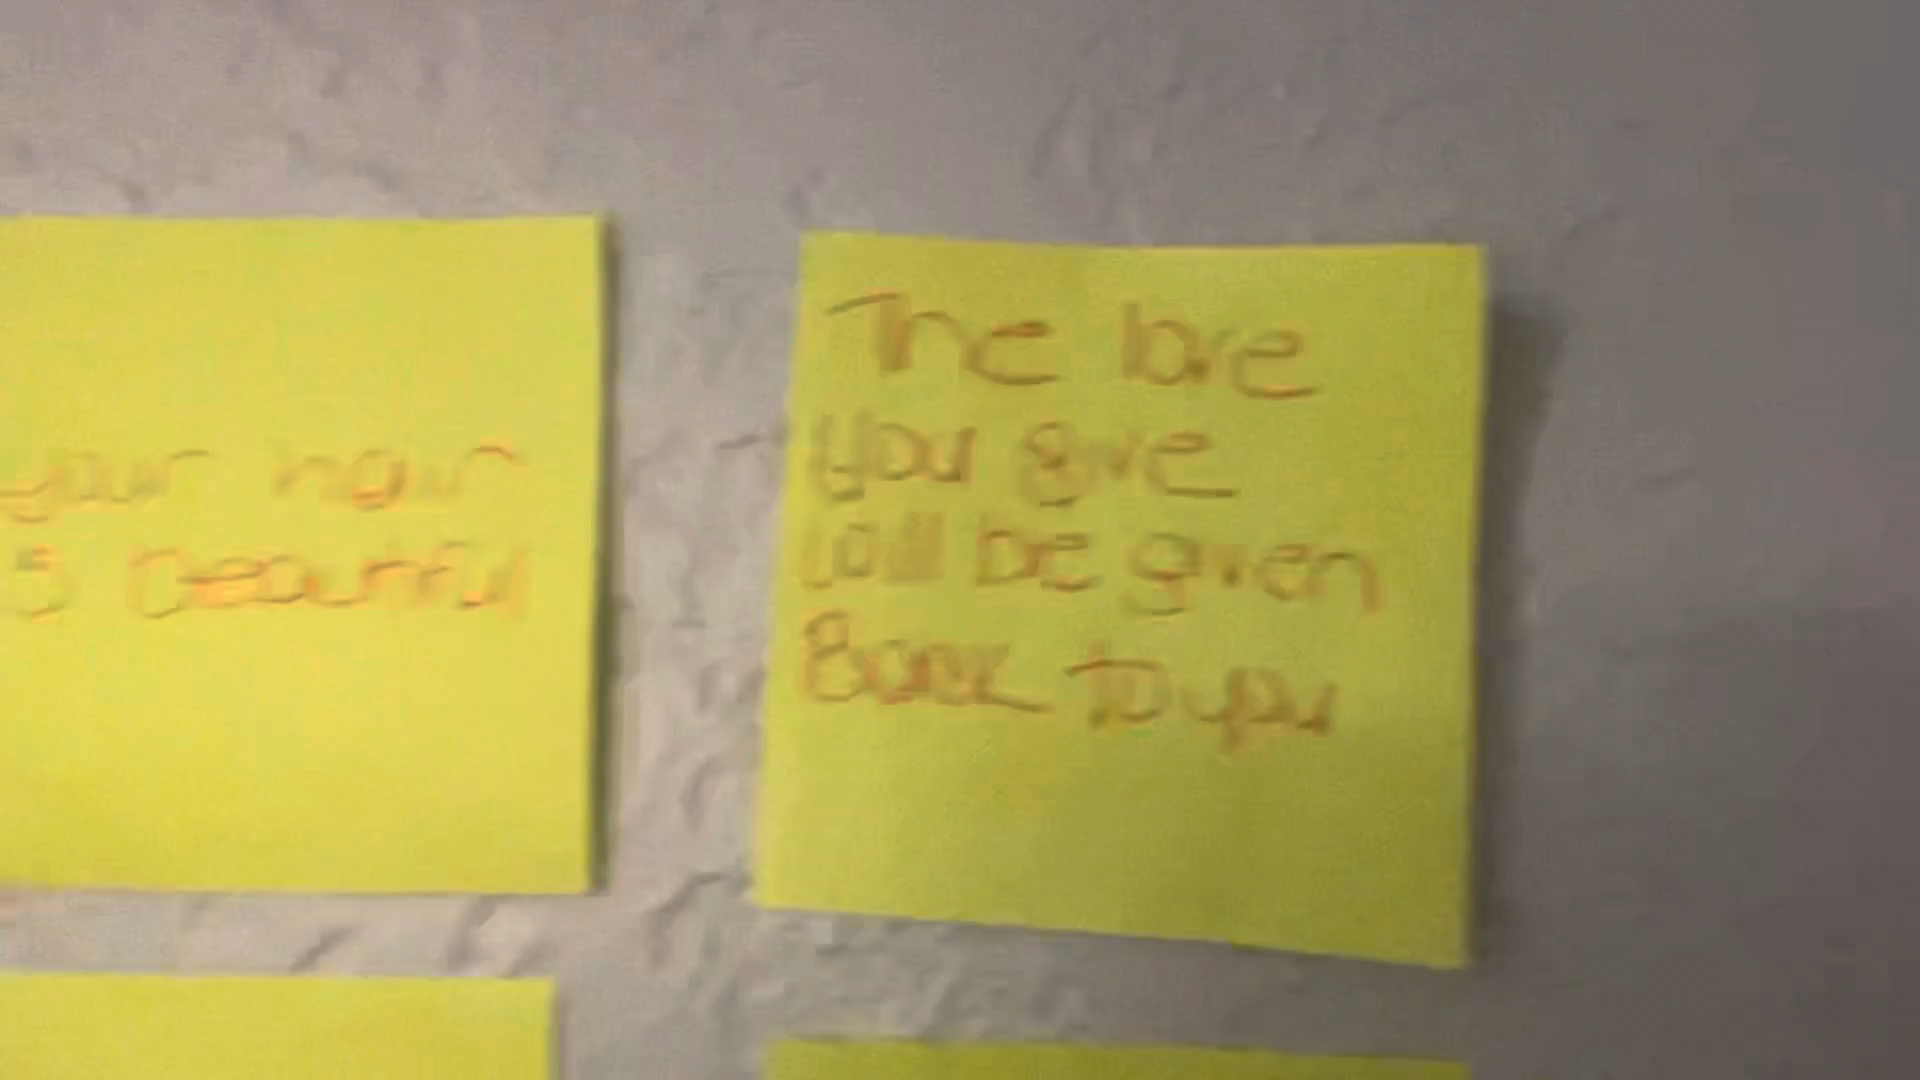 your hair
is beautiful
The love
you give
will be given
Back to you